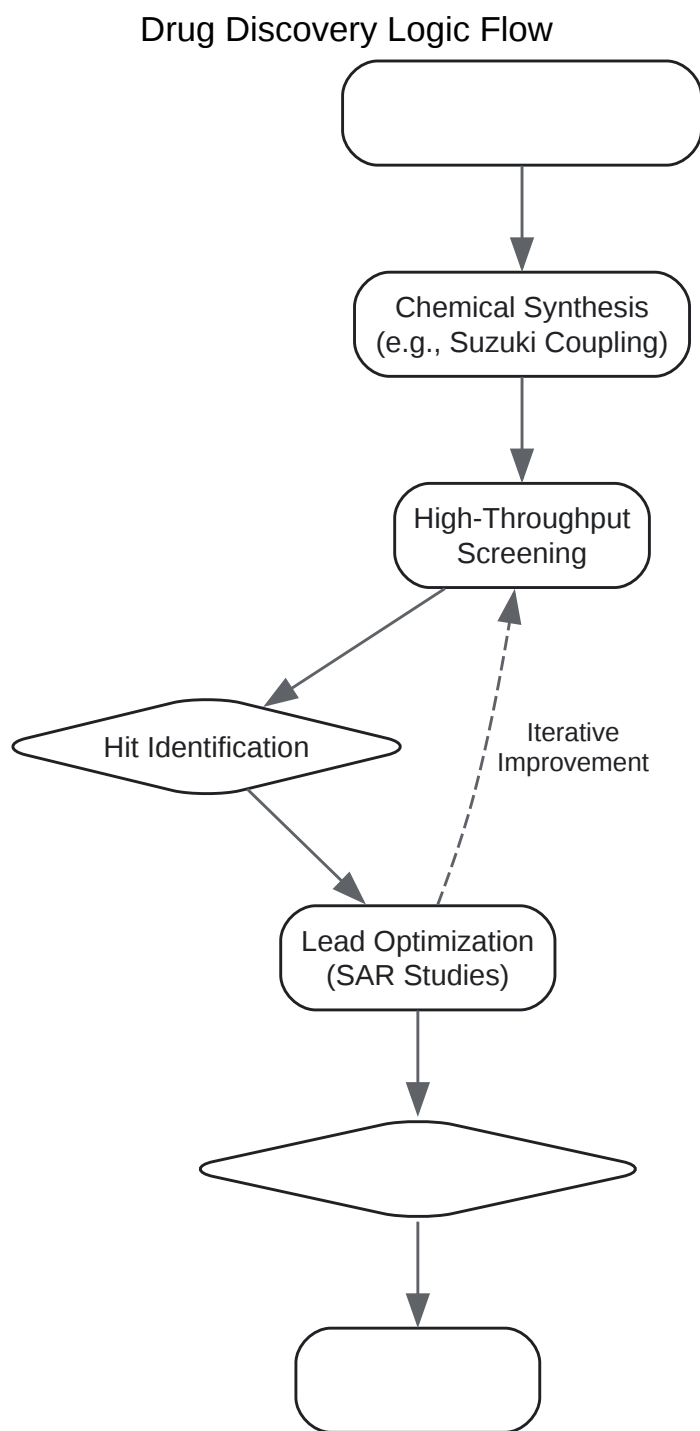 Drug Discovery Logic Flow
Chemical Synthesis
(e.g., Suzuki Coupling)
High-Throughput
Screening
Hit Identification
Iterative
Improvement
Lead Optimization
(SAR Studies)